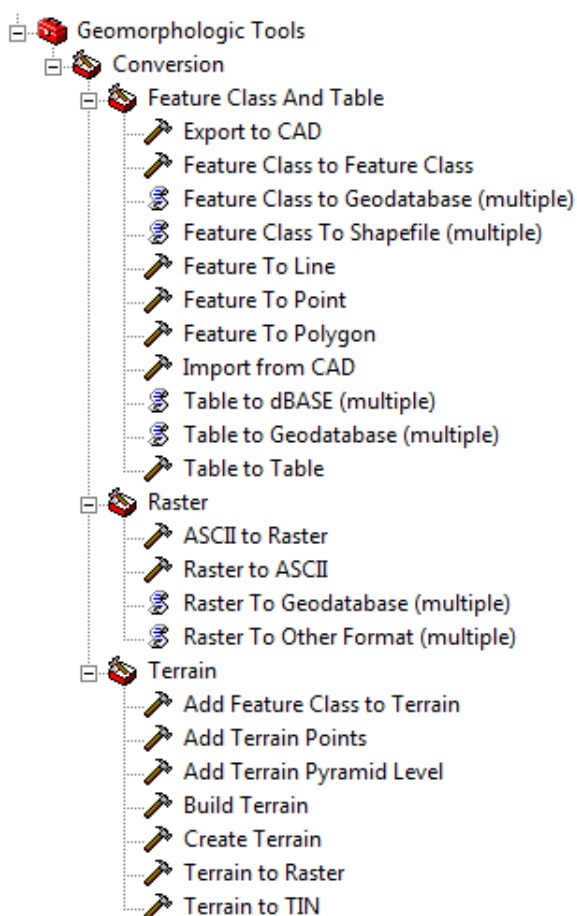 Geomorphologic Tools
Conversion
Feature Class And Table
Export to CAD
Feature Class to Feature Class
Feature Class to Geodatabase (multiple)
Feature Class To Shapefile (multiple)
Feature To Line
Feature To Point
Feature To Polygon
Import from CAD
Table to dBASE (multiple)
Table to Geodatabase (multiple)
Table to Table
Raster
ASCII to Raster
Raster to ASCII
Raster To Geodatabase (multiple)
Raster To Other Format (multiple)
Terrain
Add Feature Class to Terrain
Add Terrain Points
Add Terrain Pyramid Level
Build Terrain
Create Terrain
Terrain to Raster
Terrain to TIN